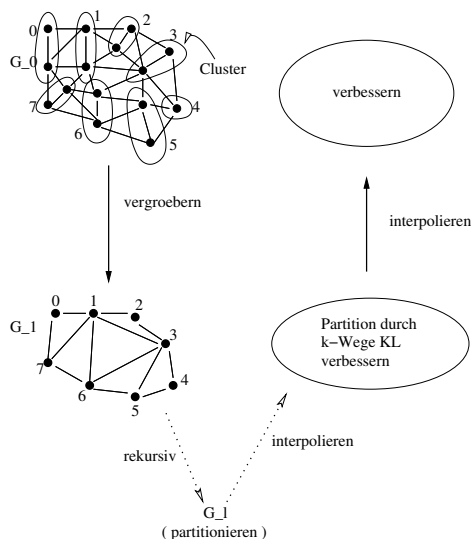 0
1
2
3
G_0
Cluster
7
4
6
5
verbessern
vergroebern
interpolieren
0
1
2
G_1
3
7
4
6
5
Partition durch
k-Wege KL
verbessern
rekursiv
interpolieren
G_l
( partitionieren )